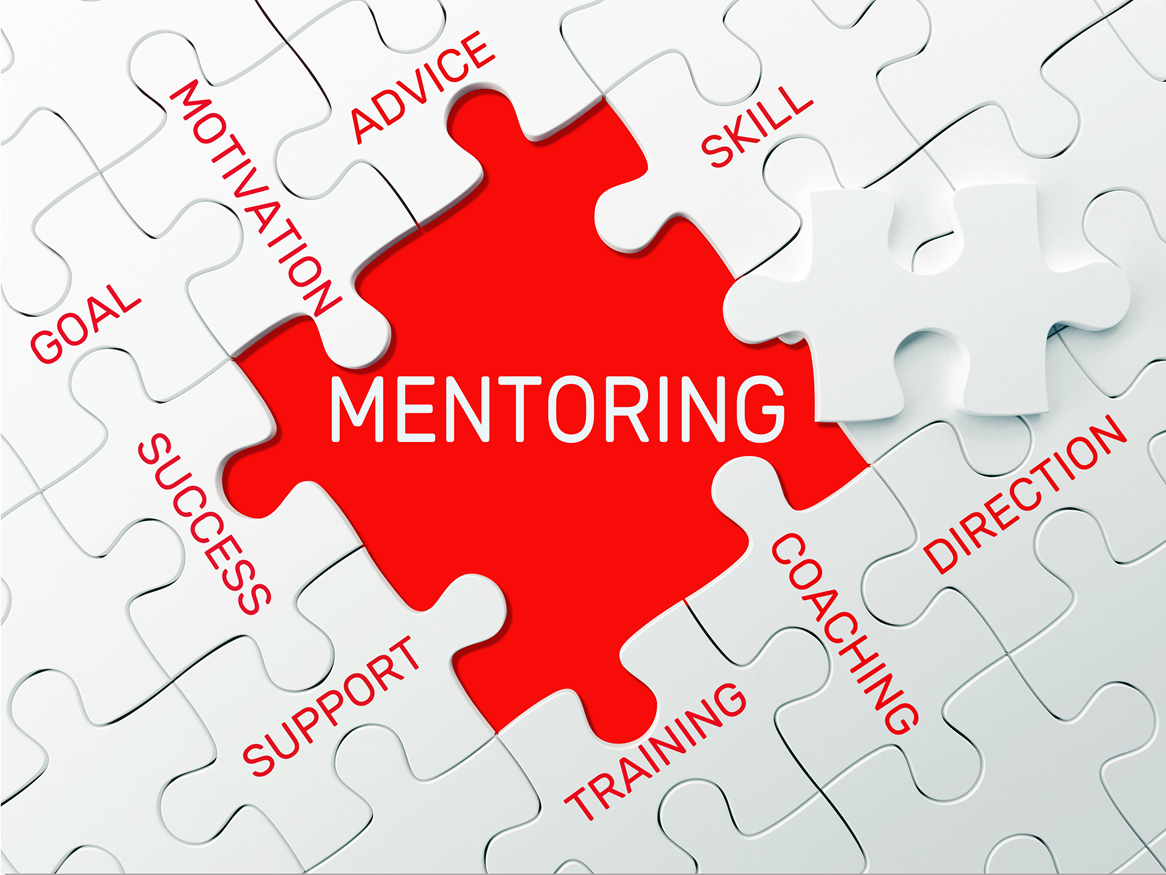 ADVICE
MOTIVATION
SKILL
GOAL
MENTORING
SUCCESS
DIRECTION
COACHING
SUPPORT
TRAINING